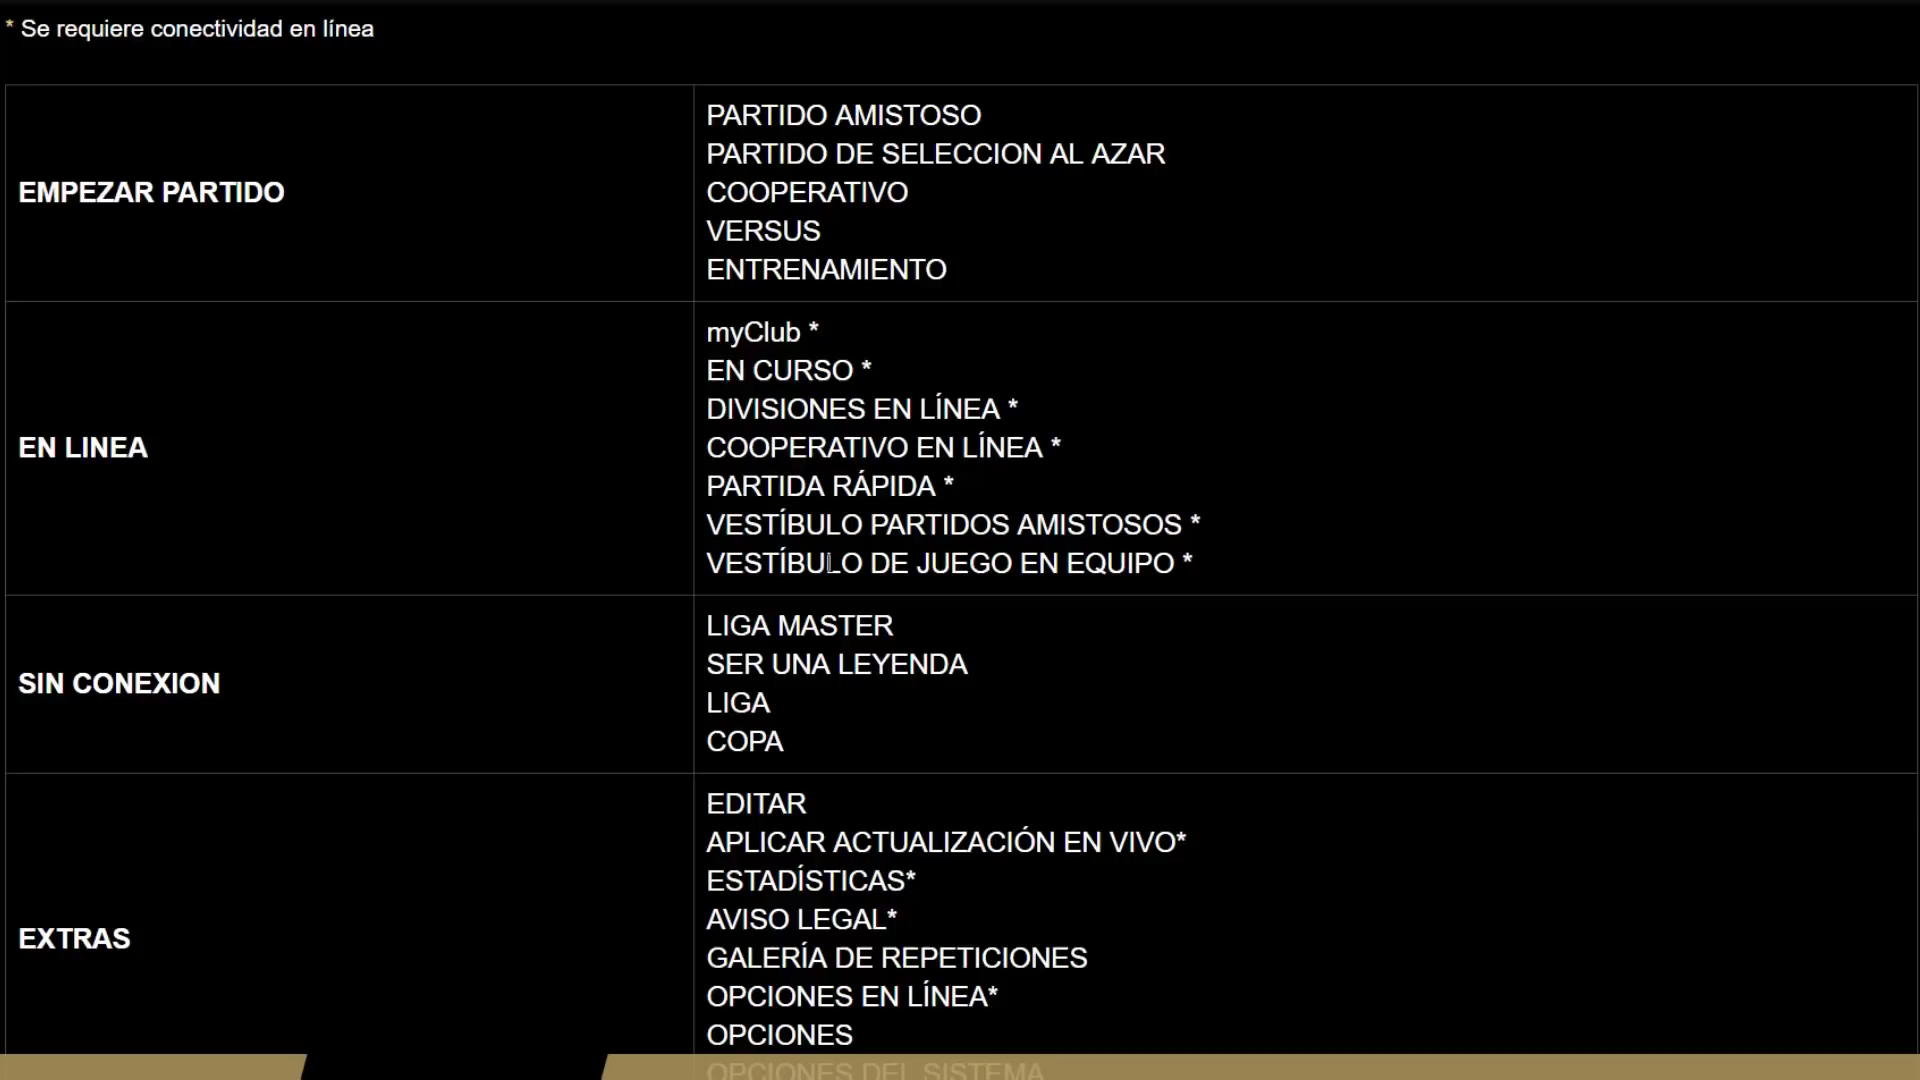 * Se requiere conectividad en línea
EMPEZAR PARTIDO
PARTIDO AMISTOSO
PARTIDO DE SELECCION AL AZAR
COOPERATIVO
VERSUS
ENTRENAMIENTO
EN LINEA
myClub *
EN CURSO *
DIVISIONES EN LÍNEA *
COOPERATIVO EN LÍNEA *
PARTIDA RÁPIDA *
VESTÍBULO PARTIDOS AMISTOSOS *
VESTÍBULO DE JUEGO EN EQUIPO *
SIN CONEXION
LIGA MASTER
SER UNA LEYENDA
LIGA
COPA
EXTRAS
EDITAR
APLICAR ACTUALIZACIÓN EN VIVO*
ESTADÍSTICAS*
AVISO LEGAL*
GALERÍA DE REPETICIONES
OPCIONES EN LÍNEA*
OPCIONES
OPCIONES DEL SISTEMA